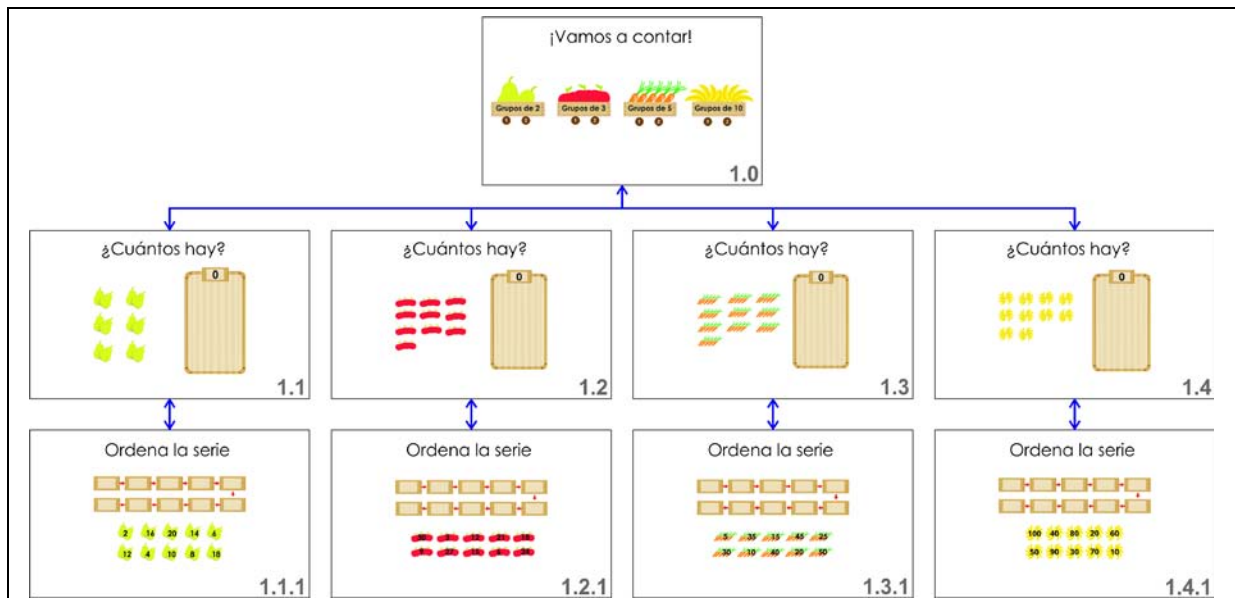 ¡Vamos a contar!
Grupos de 2 Grupos de 3 Grupos de 5 Grupos de 10
1.0
¿Cuántos hay?
0
1.1
¿Cuántos hay?
0
1.2
¿Cuántos hay?
0
1.3
¿Cuántos hay?
0
1.4
Ordena la serie
2 16 20 14 6
12 4 10 8 18
1.1.1
Ordena la serie
27
1.2.1
Ordena la serie
5 35 15 45 25
30 10 40 20 50
1.3.1
Ordena la serie
100 40 80 20 60
50 90 30 70 10
1.4.1